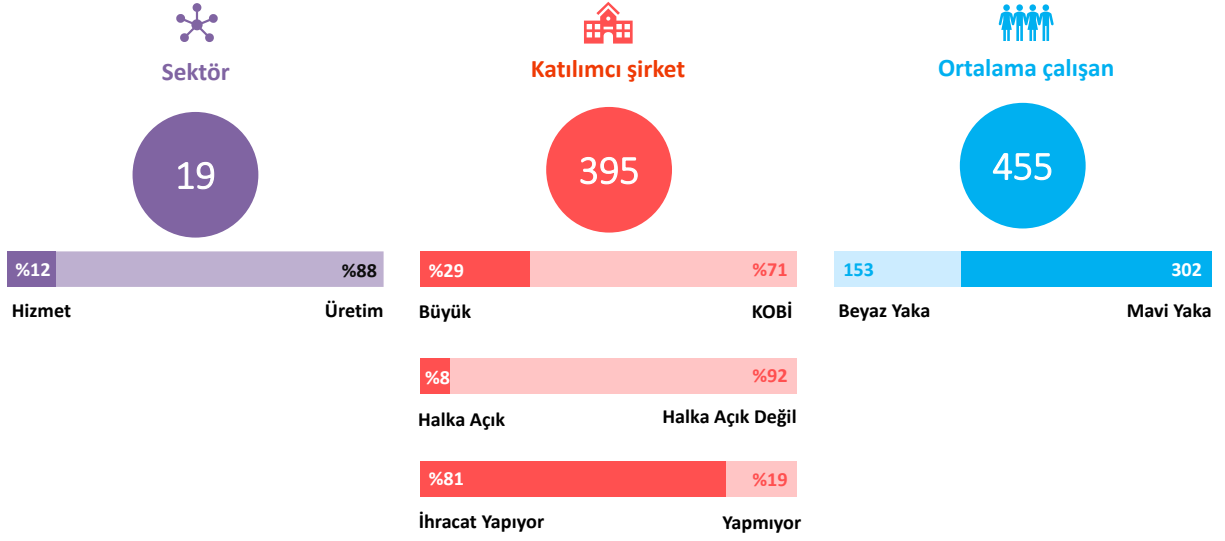 Sektör
19
%12 %88
Hizmet Üretim
Katılımcı şirket
395
%29 %71
Büyük KOBİ
%8 %92
Halka Açık Halka Açık Değil
%81 %19
İhracat Yapıyor Yapmıyor
Ortalama çalışan
455
153 302
Beyaz Yaka Mavi Yaka